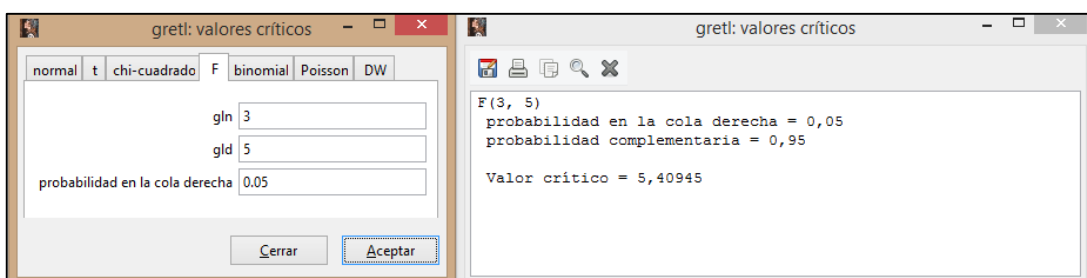 gretl: valores críticos
normal t chi-cuadrado F binomial Poisson DW
gln 3
gld 5
probabilidad en la cola derecha 0.05
Cerrar Aceptar
gretl: valores críticos
F(3, 5)
probabilidad en la cola derecha = 0,05
probabilidad complementaria = 0,95
Valor crítico = 5,40945